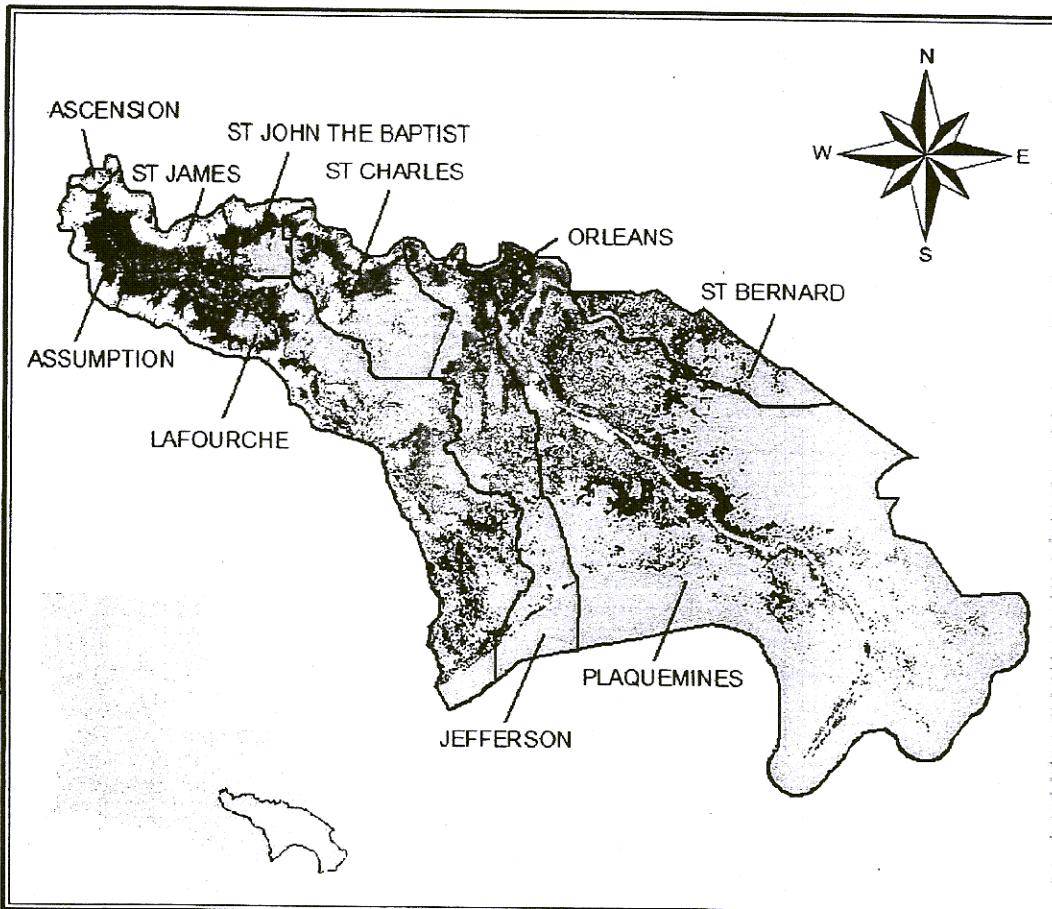 N
ASCENSION
ST JOHN THE BAPTIST
W
E
ST JAMES
ST CHARLES
ORLEANS
S
ST BERNARD
ASSUMPTION
LAFOURCHE
PLAQUEMINES
JEFFERSON